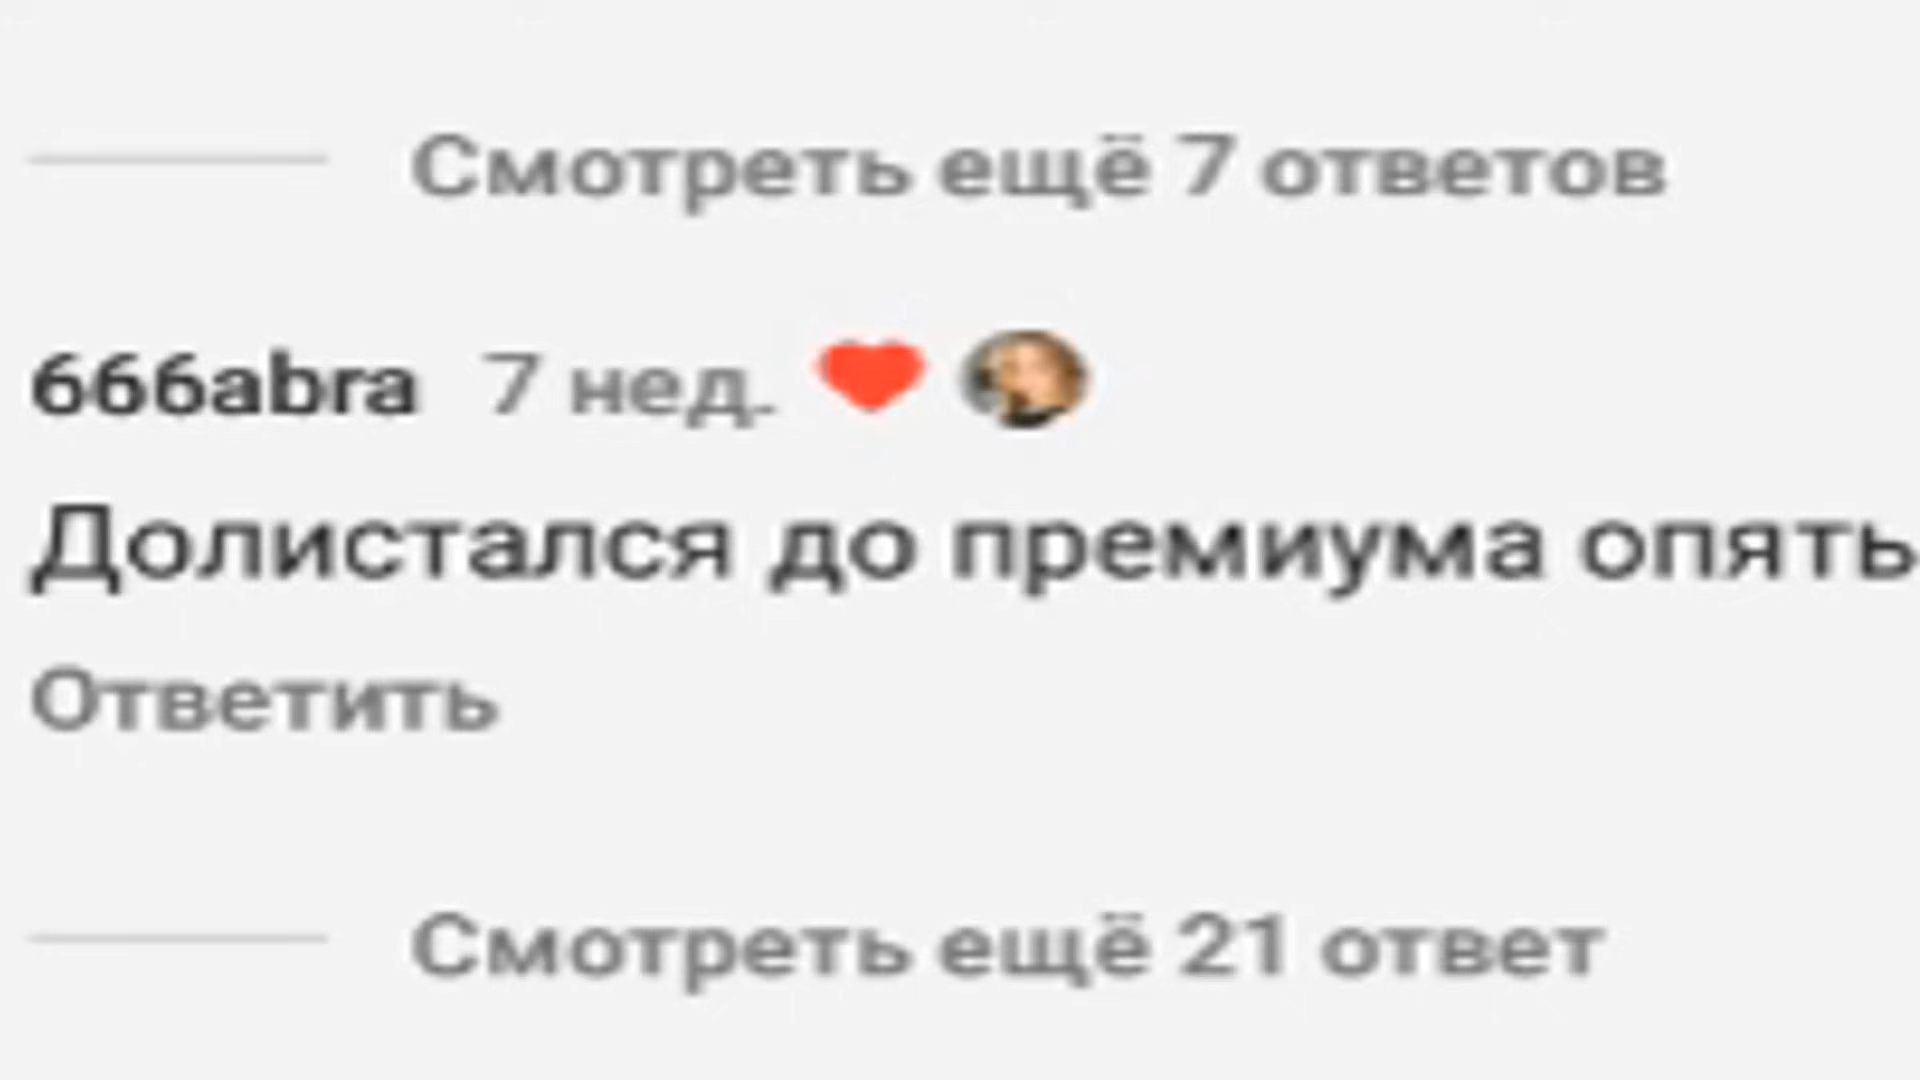 Смотреть ещё 7 ответов
666abra 7 нед.
Долистался до премиума опять
Ответить
Смотреть ещё 21 ответ